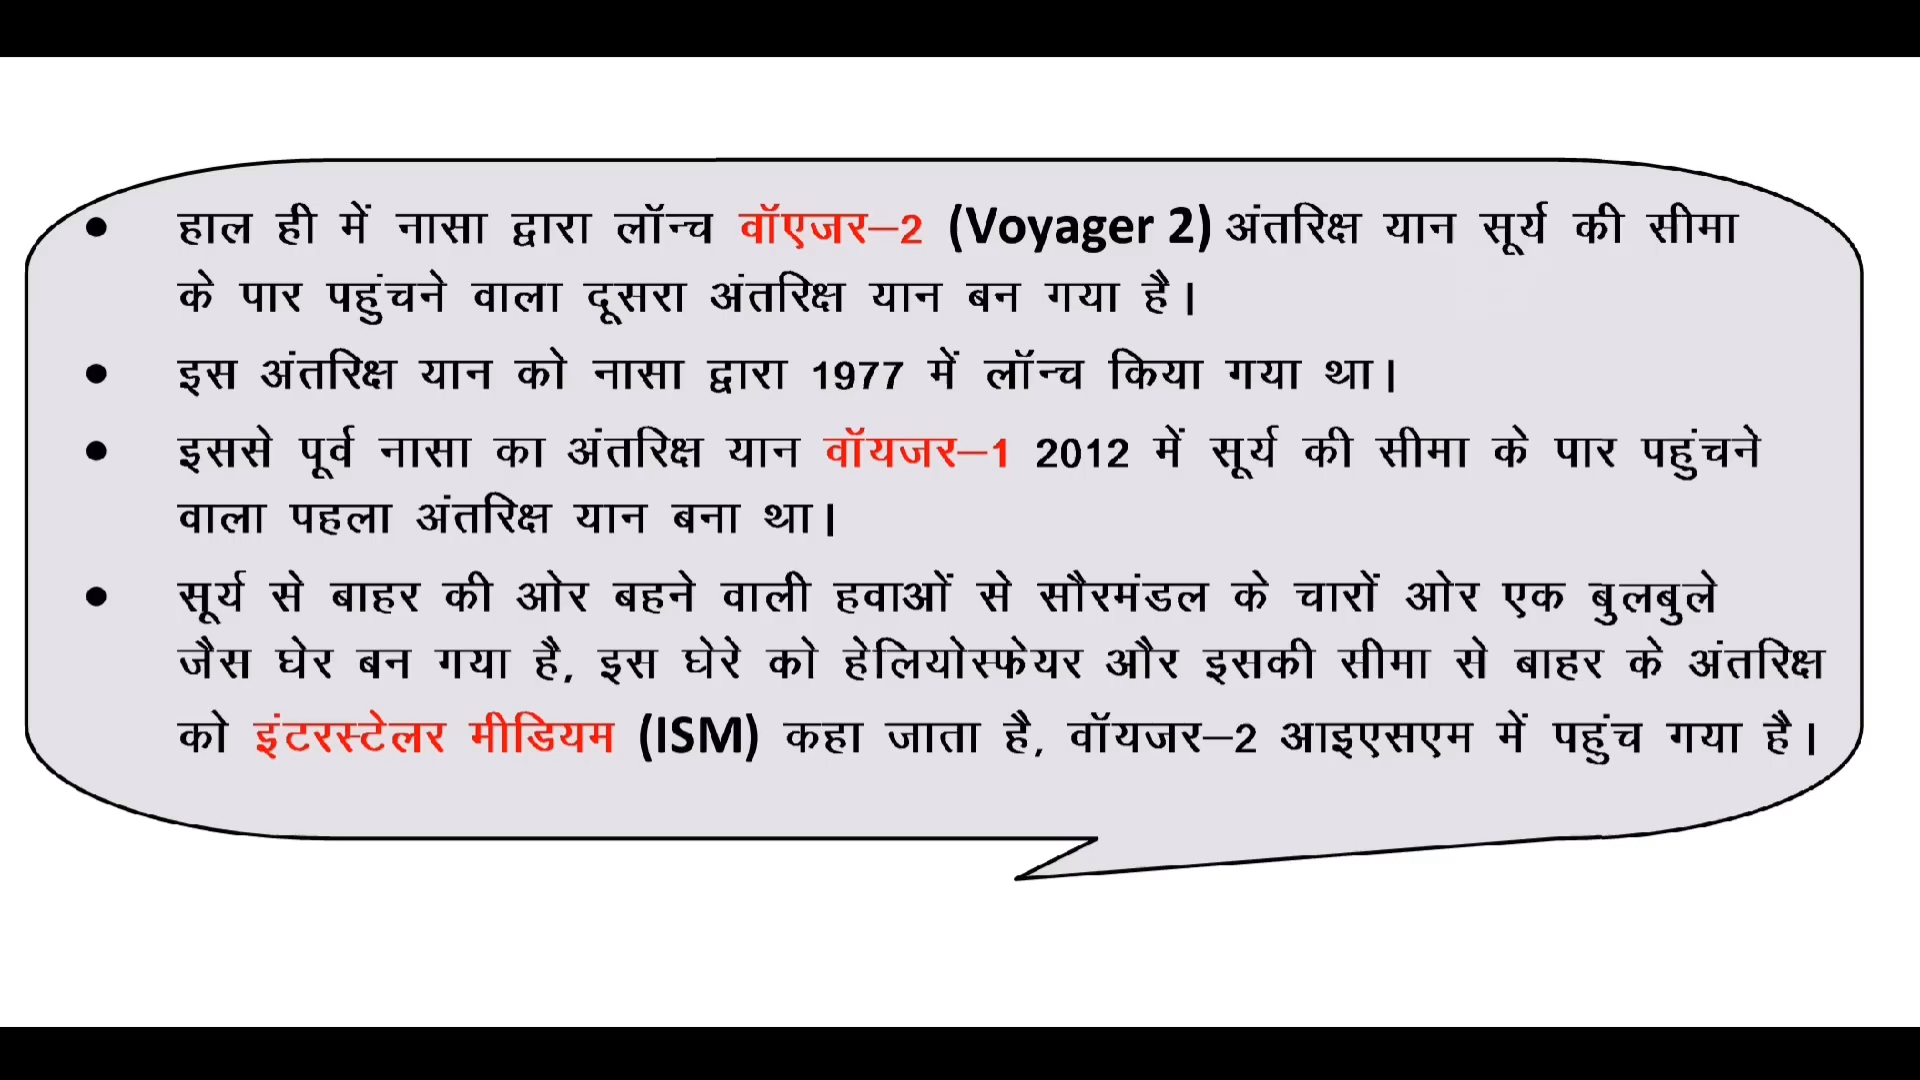 • हाल ही में नासा द्वारा लॉन्च वॉएजर–2 (Voyager 2) अंतरिक्ष यान सूर्य की सीमा
के पार पहुंचने वाला दूसरा अंतरिक्ष यान बन गया है।
• इस अंतरिक्ष यान को नासा द्वारा 1977 में लॉन्च किया गया था।
• इससे पूर्व नासा का अंतरिक्ष यान वॉयजर–1 2012 में सूर्य की सीमा के पार पहुंचने
वाला पहला अंतरिक्ष यान बना था।
• सूर्य से बाहर की ओर बहने वाली हवाओं से सौरमंडल के चारों ओर एक बुलबुले
जैस घेर बन गया है, इस घेरे को हेलियोस्फेयर और इसकी सीमा से बाहर के अंतरिक्ष
को इंटरस्टेलर मीडियम (ISM) कहा जाता है, वॉयजर–2 आइएसएम में पहुंच गया है।